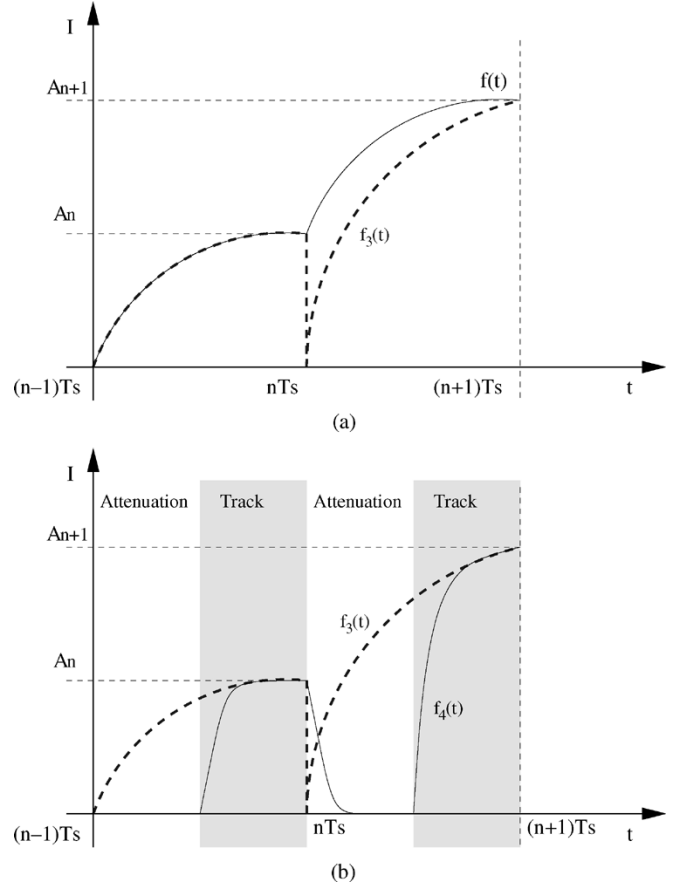 I
An+1
f(t)
An
f3(t)
(n–1)Ts nTs (n+1)Ts t
(a)
I
Attenuation Track Attenuation Track
An+1
f3(t)
An
f4(t)
(n–1)Ts nTs (n+1)Ts t
(b)